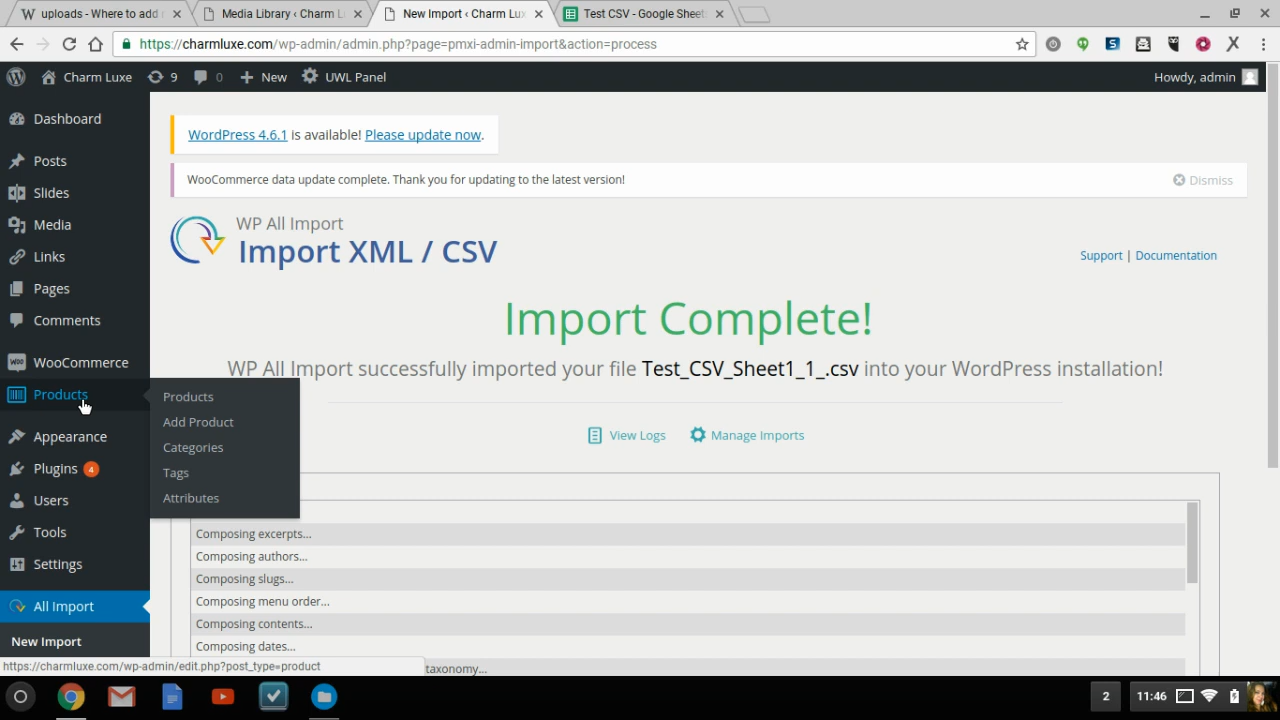 uploads - Where to add
Media Library ‹ Charm L
New Import ‹ Charm Lux
Test CSV - Google Sheet
https://charmluxe.com/wp-admin/admin.php?page=pmxi-admin-import&action=process
Charm Luxe 9 0 New UWL Panel Howdy, admin
Dashboard
Posts
Slides
Media
Links
Pages
Comments
WooCommerce
Products
Appearance
Plugins 4
Users
Tools
Settings
All Import
New Import
Products
Add Product
Categories
Tags
Attributes
WordPress 4.6.1 is available! Please update now.
WooCommerce data update complete. Thank you for updating to the latest version!
Dismiss
WP All Import
Import XML / CSV
Support | Documentation
Import Complete!
WP All Import successfully imported your file Test_CSV_Sheet1_1_.csv into your WordPress installation!
View Logs Manage Imports
Composing excerpts...
Composing authors...
Composing slugs...
Composing menu order...
Composing contents...
Composing dates...
taxonomy...
https://charmluxe.com/wp-admin/edit.php?post_type=product
2 11:46